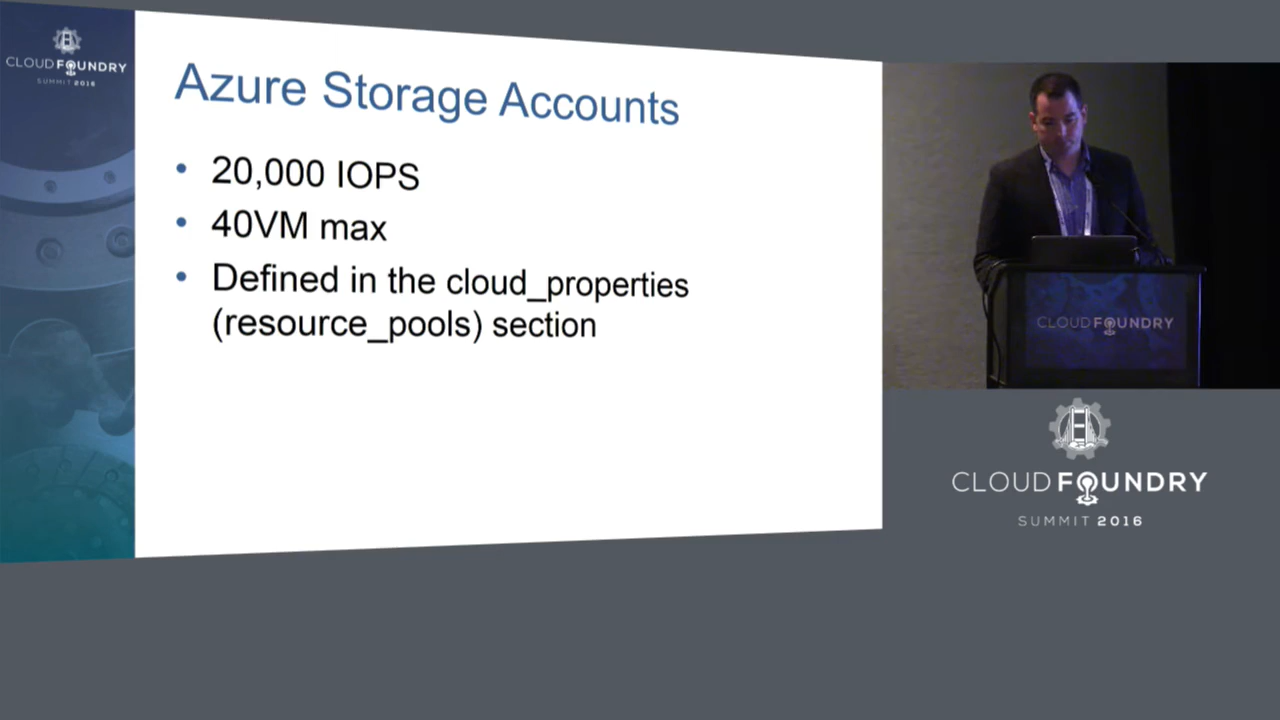 CLOUD FOUNDRY
SUMMIT 2016
Azure Storage Accounts
• 20,000 IOPS
• 40VM max
• Defined in the cloud_properties
(resource_pools) section
CLOUD FOUNDRY
CLOUD FOUNDRY
SUMMIT 2016